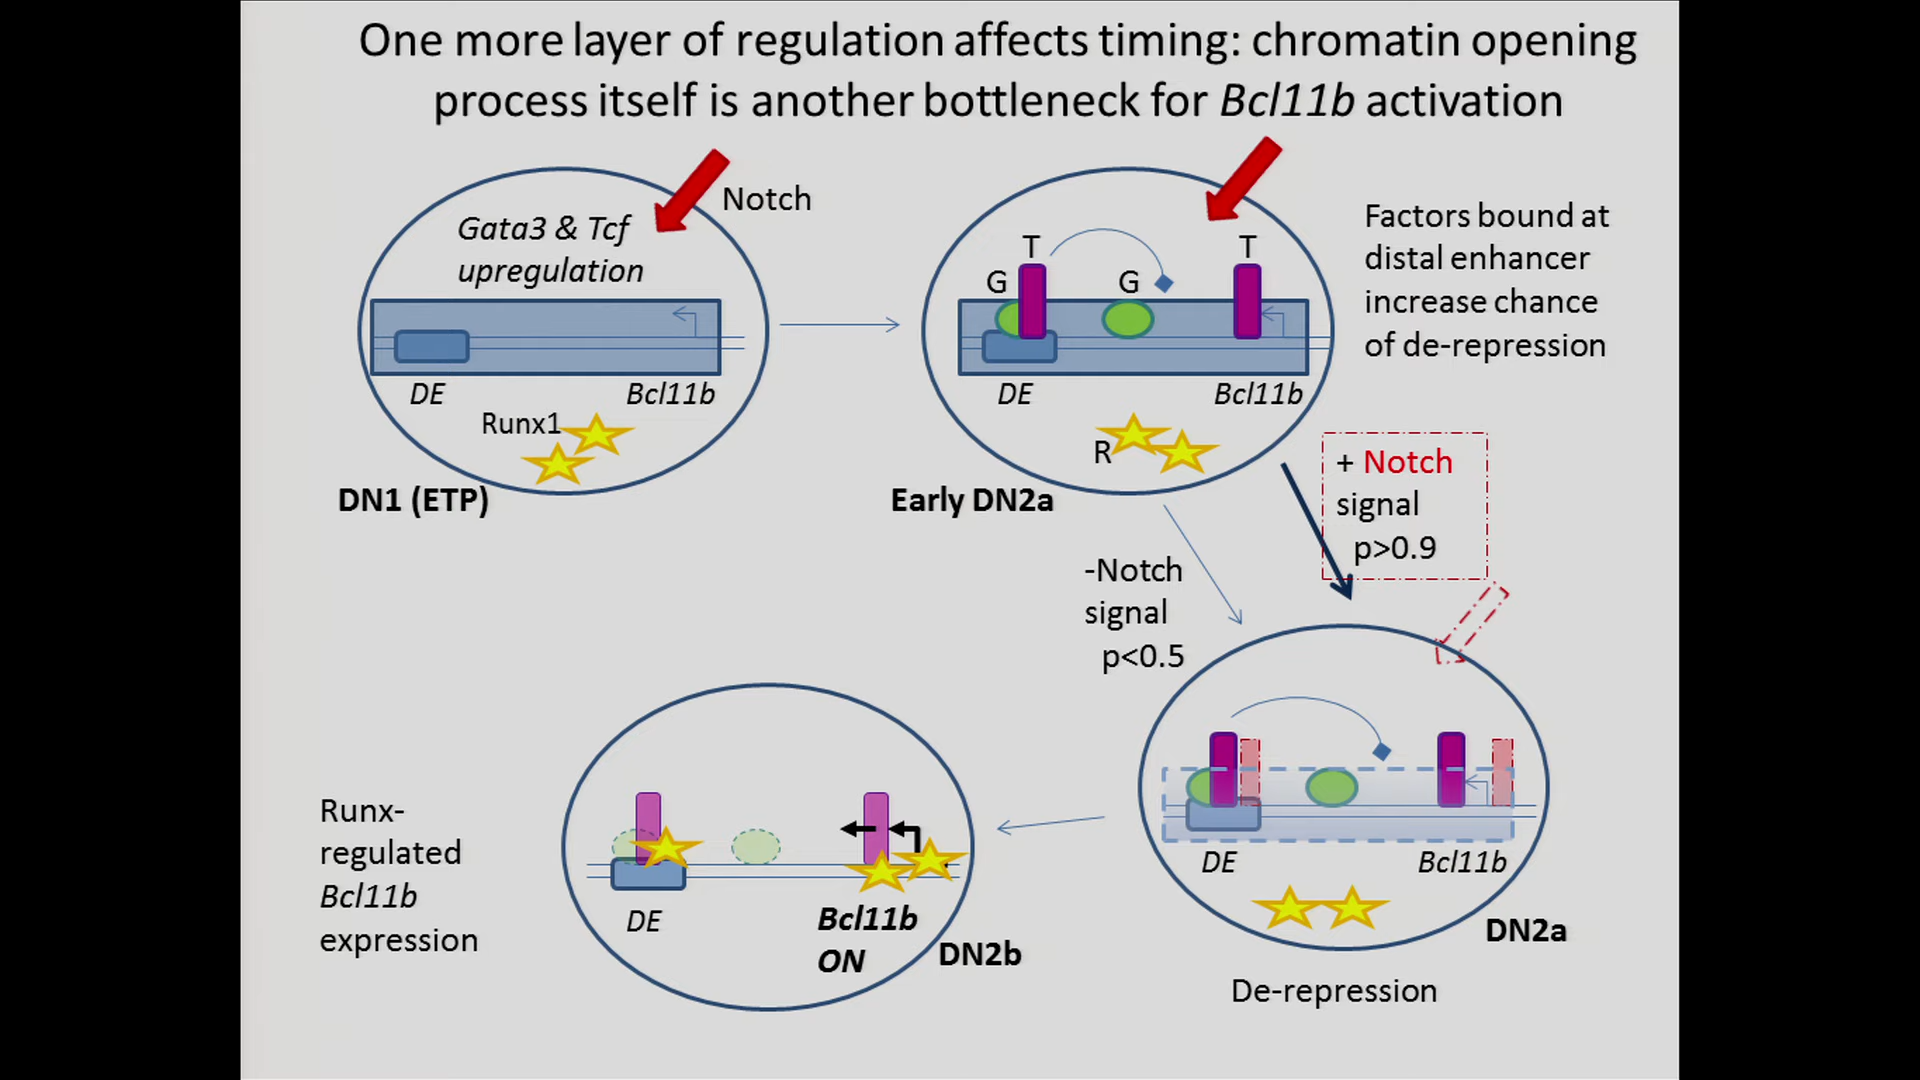 One more layer of regulation affects timing: chromatin opening
process itself is another bottleneck for Bcl11b activation
Notch
Gata3 & Tcf
upregulation
DE
Bcl11b
Runx1
DN1 (ETP)
T
T
G
G
DE
Bcl11b
R
Early DN2a
Factors bound at
distal enhancer
increase chance
of de-repression
+ Notch
signal
p>0.9
-Notch
signal
p<0.5
DE
Bcl11b
DN2a
De-repression
Runx-
regulated
Bcl11b
expression
DE
Bcl11b
ON
DN2b